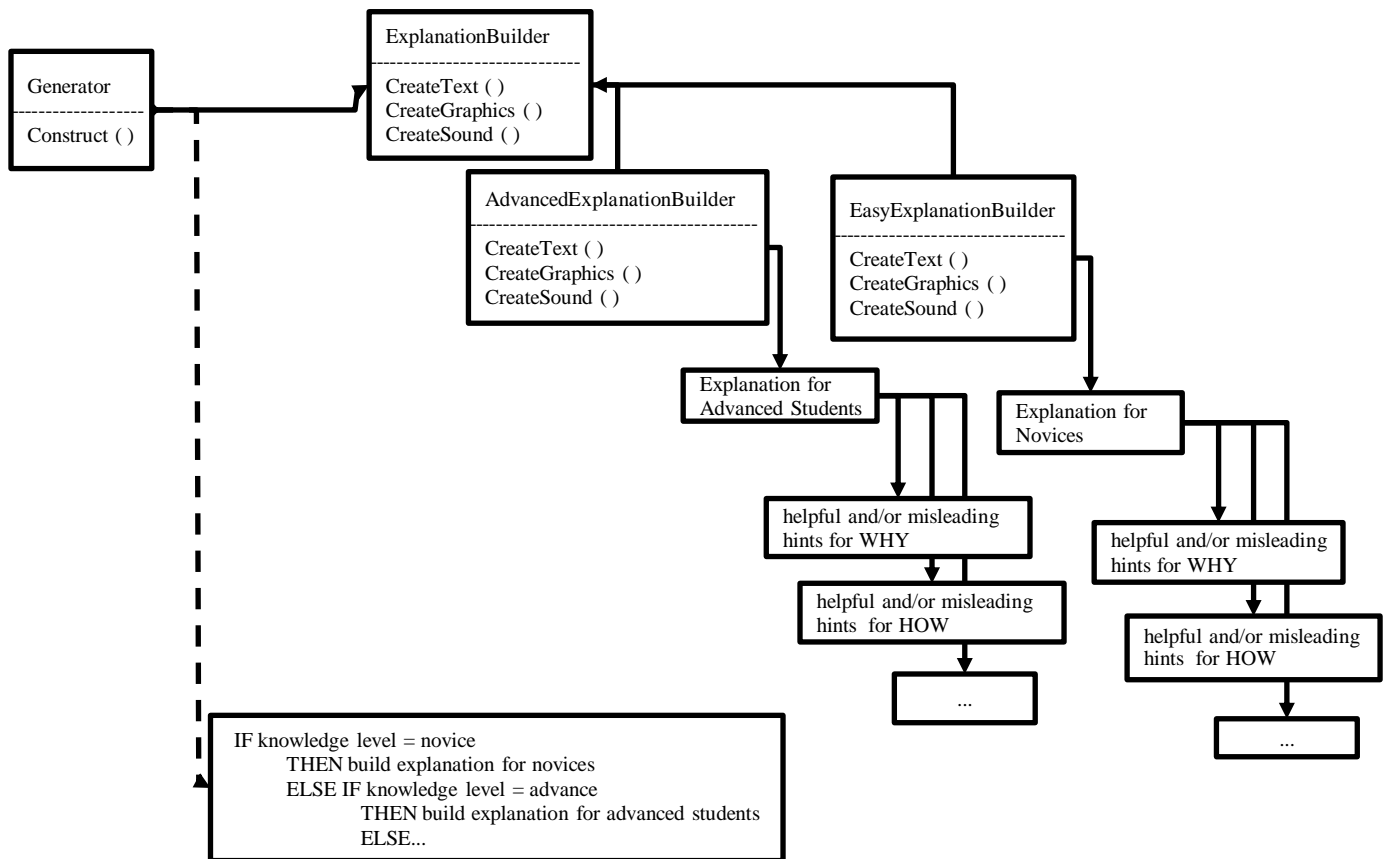 Generator
Construct ( )
ExplanationBuilder
CreateText ( )
CreateGraphics ( )
CreateSound ( )
AdvancedExplanationBuilder
CreateText ( )
CreateGraphics ( )
CreateSound ( )
EasyExplanationBuilder
CreateText ( )
CreateGraphics ( )
CreateSound ( )
Explanation for
Advanced Students
Explanation for
Novices
helpful and/or misleading
hints for WHY
helpful and/or misleading
hints for HOW
...
helpful and/or misleading
hints for WHY
helpful and/or misleading
hints for HOW
...
IF knowledge level = novice
THEN build explanation for novices
ELSE IF knowledge level = advance
THEN build explanation for advanced students
ELSE...